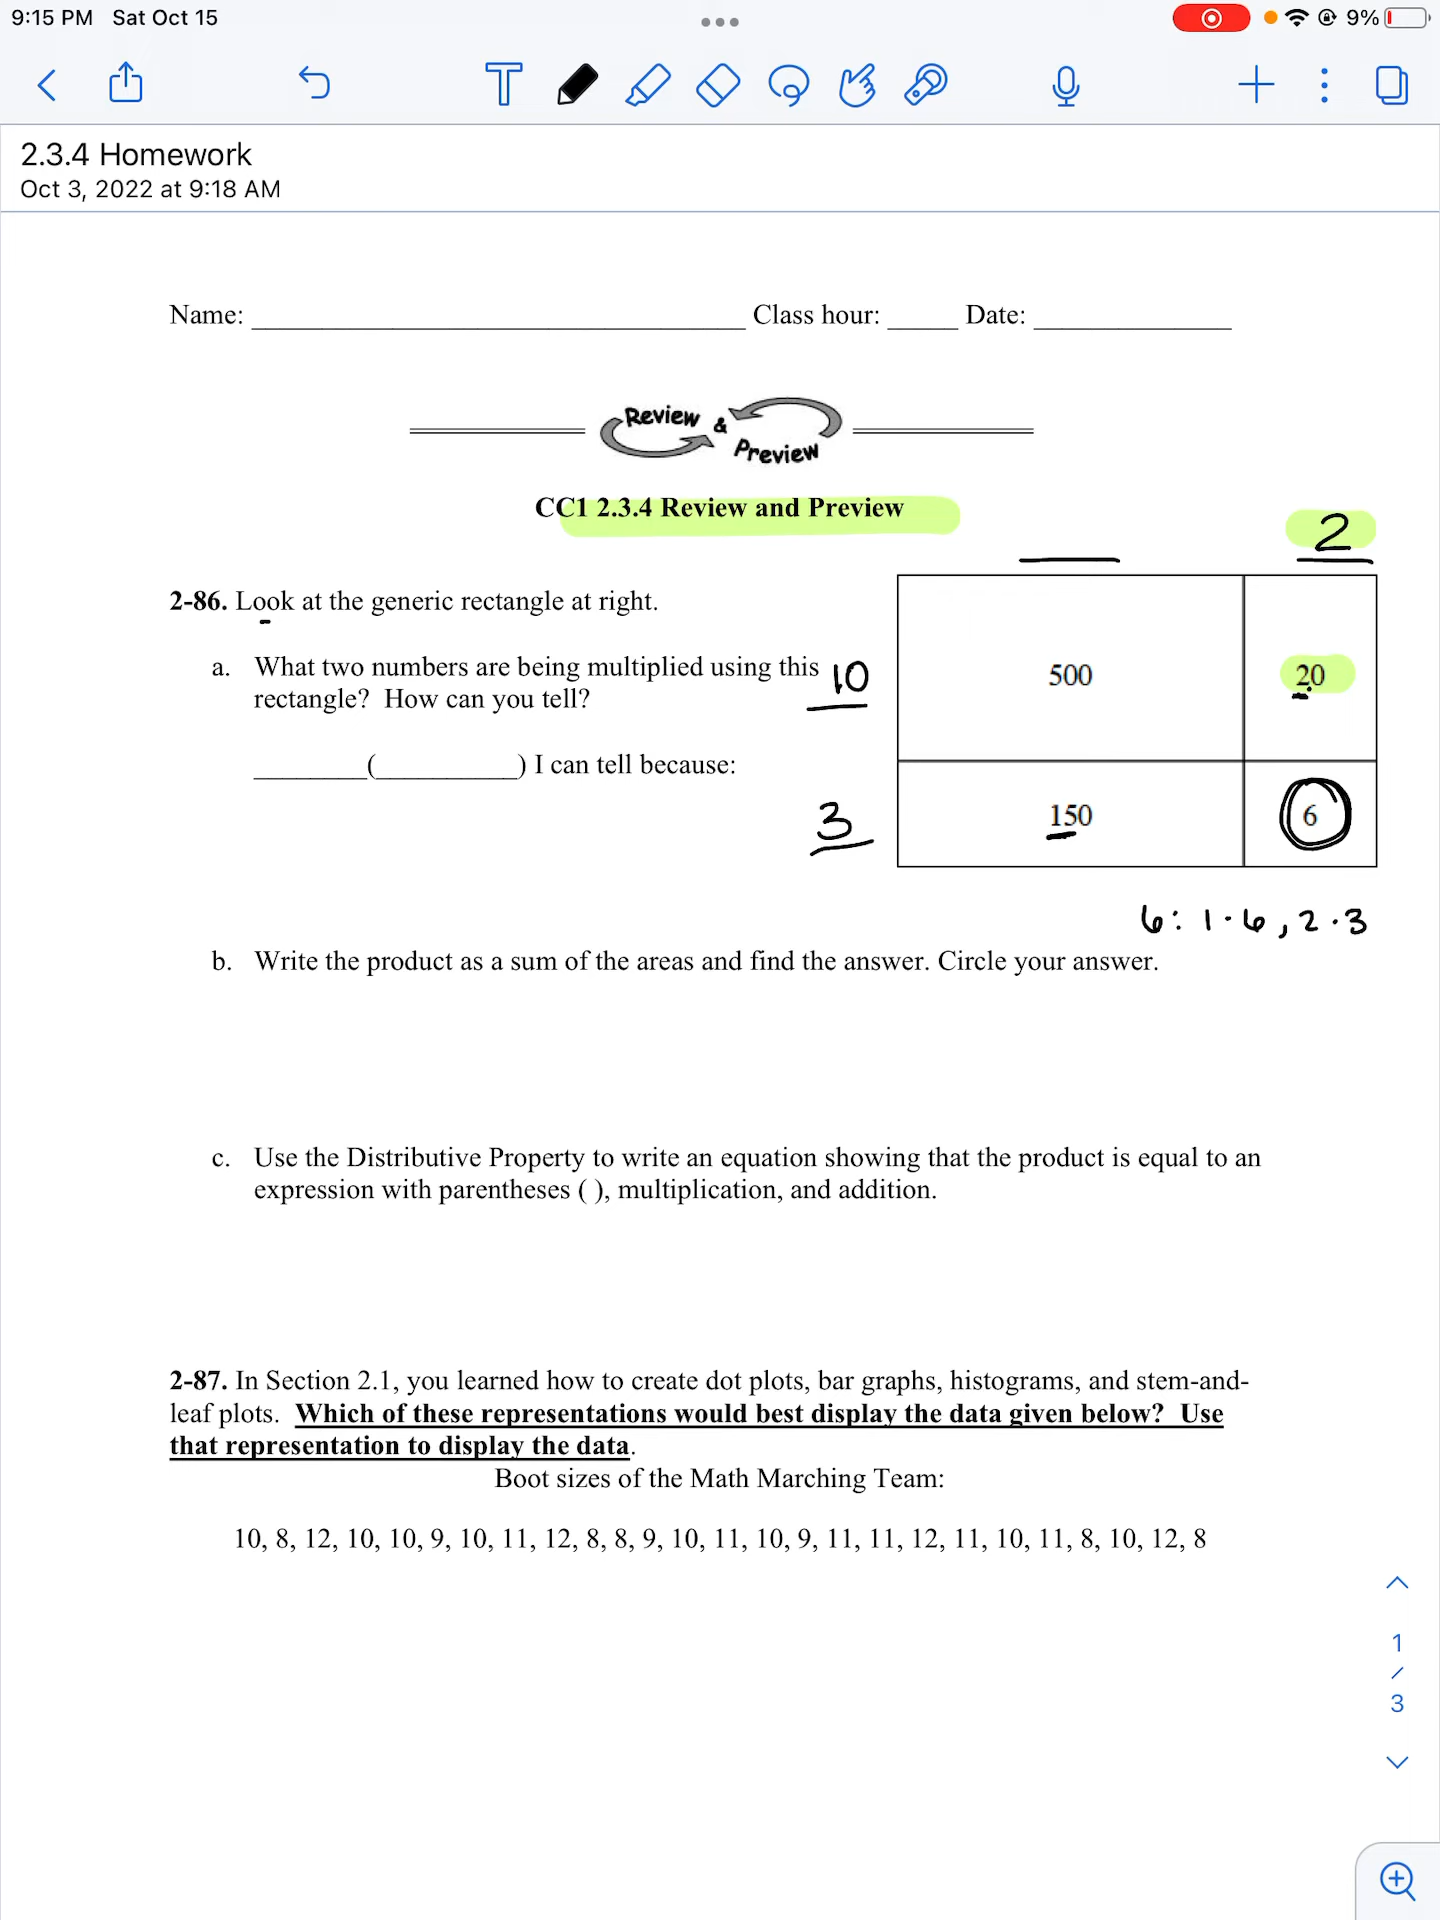 9:15 PM Sat Oct 15
9%
T
2.3.4 Homework
Oct 3, 2022 at 9:18 AM
Name: ____ Class hour: ____ Date: ____
Review & Preview
CC1 2.3.4 Review and Preview
2
2-86. Look at the generic rectangle at right.
a. What two numbers are being multiplied using this
rectangle? How can you tell?
10
500
20
____(____) I can tell because:
3
150
6
6: 1·6, 2·3
b. Write the product as a sum of the areas and find the answer. Circle your answer.
c. Use the Distributive Property to write an equation showing that the product is equal to an
expression with parentheses ( ), multiplication, and addition.
2-87. In Section 2.1, you learned how to create dot plots, bar graphs, histograms, and stem-and-
leaf plots. Which of these representations would best display the data given below? Use
that representation to display the data.
Boot sizes of the Math Marching Team:
10, 8, 12, 10, 10, 9, 10, 11, 12, 8, 8, 9, 10, 11, 10, 9, 11, 11, 12, 11, 10, 11, 8, 10, 12, 8
1
/
3